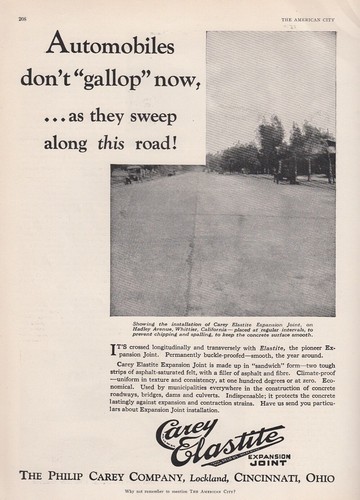 208
THE AMERICAN CITY
Automobiles
don't "gallop" now,
...as they sweep
along this road!
Showing the installation of Carey Elastite Expansion Joint, on
Hadley Avenue, Whittier, California—placed at regular intervals, to
prevent chipping and spalling, to keep the concrete surface smooth.
IT'S crossed longitudinally and transversely with Elastite, the pioneer Ex-
pansion Joint. Permanently buckle-proofed—smooth, the year around.
Carey Elastite Expansion Joint is made up in "sandwich" form—two tough
strips of asphalt-saturated felt, with a filler of asphalt and fibre. Climate-proof
—uniform in texture and consistency, at one hundred degrees or at zero. Econ-
omical. Used by municipalities everywhere in the construction of concrete
roadways, bridges, dams and culverts. Indispensable; it protects the concrete
lastingly against expansion and contraction strains. Have us send you particu-
lars about Expansion Joint installation.
Carey
Elastite
EXPANSION
JOINT
THE PHILIP CAREY COMPANY, Lockland, CINCINNATI, OHIO
Why not remember to mention THE AMERICAN CITY?